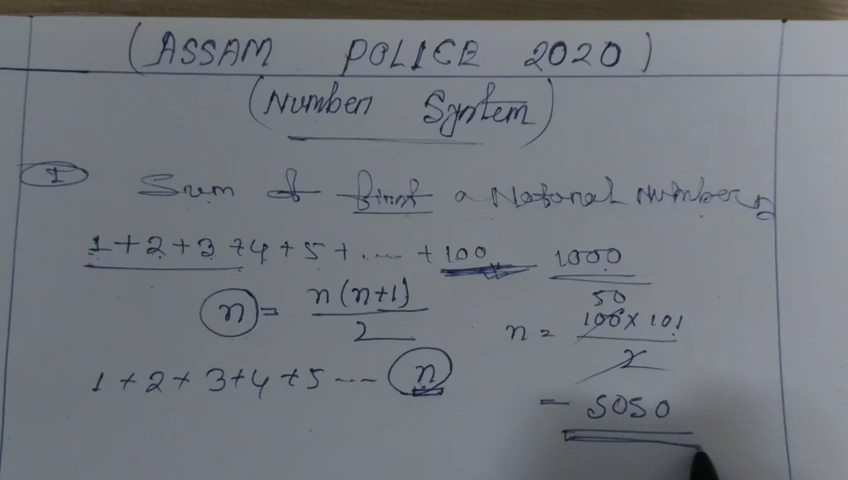 (ASSAM POLICE 2020)
(Number System)
I Sum of first n Natural Numbers
1+2+3+4+5+....+100 1000
n = n(n+1)/2
50
n = 100×101/2
1+2+3+4+5--- n
= 5050